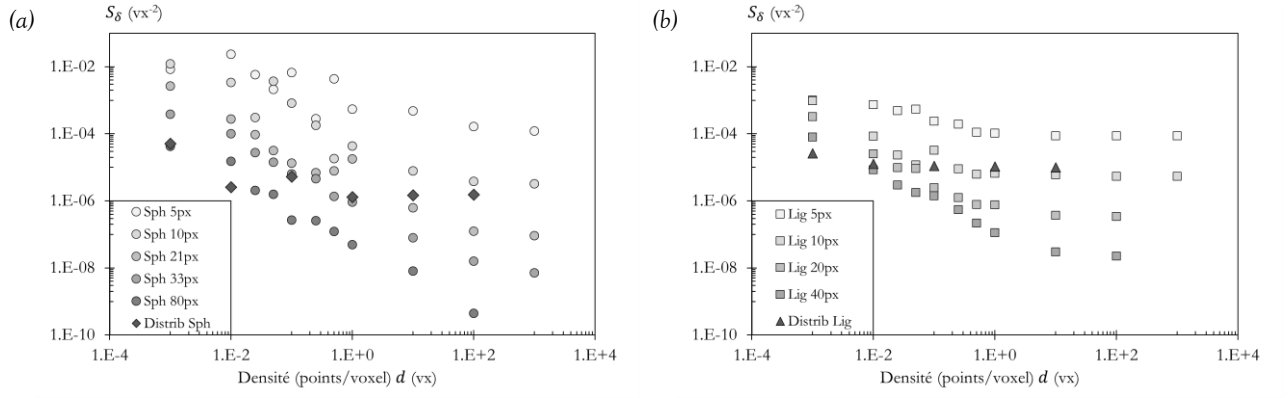 (a)
S𝛿 (vx-2)
1.E-02
1.E-04
1.E-06
1.E-08
1.E-10
Sph 5px
Sph 10px
Sph 21px
Sph 33px
Sph 80px
Distrib Sph
1.E-4 1.E-2 1.E+0 1.E+2 1.E+4
Densité (points/voxel) d (vx)
(b)
S𝛿 (vx-2)
1.E-02
1.E-04
1.E-06
1.E-08
1.E-10
Lig 5px
Lig 10px
Lig 20px
Lig 40px
Distrib Lig
1.E-4 1.E-2 1.E+0 1.E+2 1.E+4
Densité (points/voxel) d (vx)